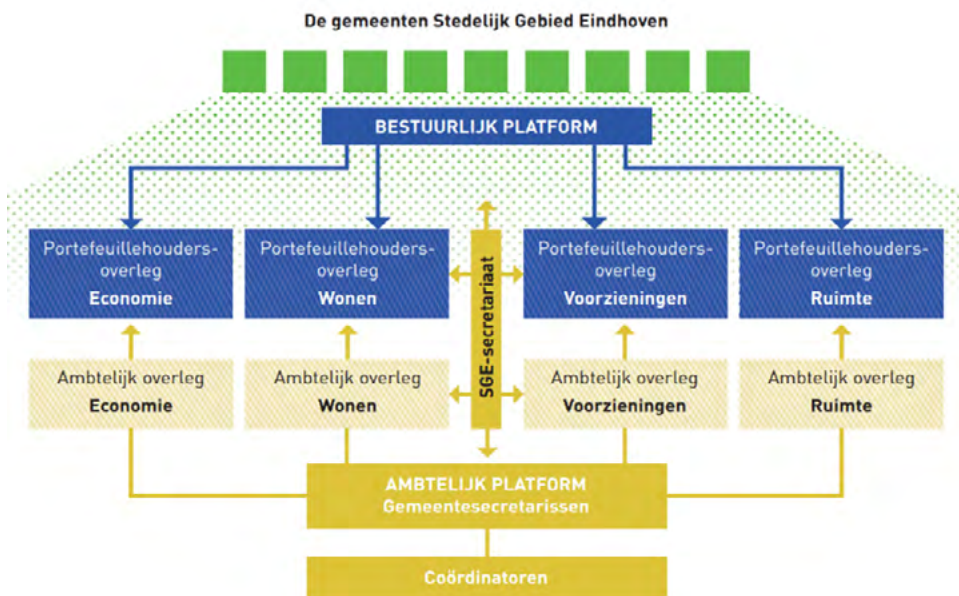 De gemeenten Stedelijk Gebied Eindhoven
BESTUURLIJK PLATFORM
Portefeuillehouders-
overleg
Economie
Portefeuillehouders-
overleg
Wonen
SGE-secretariaat
Portefeuillehouders-
overleg
Voorzieningen
Portefeuillehouders-
overleg
Ruimte
Ambtelijk overleg
Economie
Ambtelijk overleg
Wonen
Ambtelijk overleg
Voorzieningen
Ambtelijk overleg
Ruimte
AMBTELIJK PLATFORM
Gemeentesecretarissen
Coördinatoren